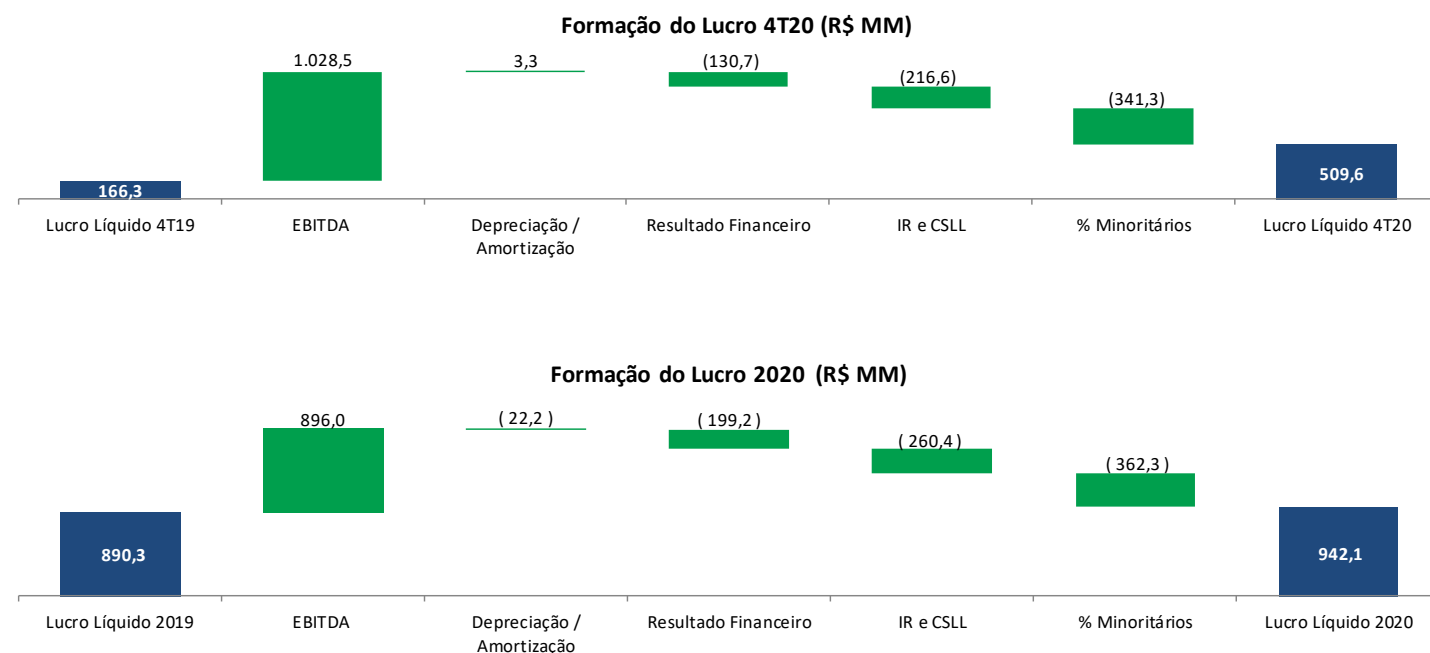 Formação do Lucro 4T20 (R$ MM)
1.028,5
3,3
(130,7)
(216,6)
(341,3)
166,3
509,6
Lucro Líquido 4T19
EBITDA
Depreciação /
Amortização
Resultado Financeiro
IR e CSLL
% Minoritários
Lucro Líquido 4T20
Formação do Lucro 2020 (R$ MM)
896,0
( 22,2 )
( 199,2 )
( 260,4 )
( 362,3 )
890,3
942,1
Lucro Líquido 2019
EBITDA
Depreciação /
Amortização
Resultado Financeiro
IR e CSLL
% Minoritários
Lucro Líquido 2020